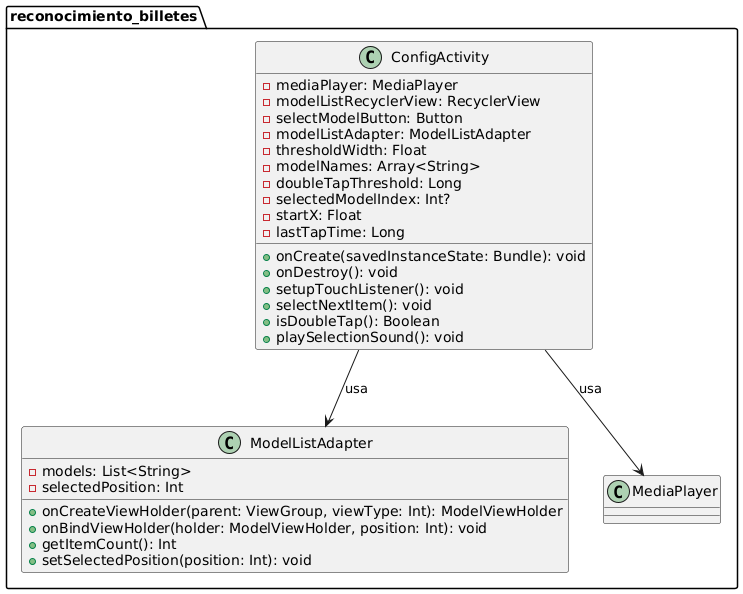 reconocimiento_billetes
C ConfigActivity
mediaPlayer: MediaPlayer
modelListRecyclerView: RecyclerView
selectModelButton: Button
modelListAdapter: ModelListAdapter
thresholdWidth: Float
modelNames: Array<String>
doubleTapThreshold: Long
selectedModelIndex: Int?
startX: Float
lastTapTime: Long
onCreate(savedInstanceState: Bundle): void
onDestroy(): void
setupTouchListener(): void
selectNextItem(): void
isDoubleTap(): Boolean
playSelectionSound(): void
usa
usa
C ModelListAdapter
models: List<String>
selectedPosition: Int
onCreateViewHolder(parent: ViewGroup, viewType: Int): ModelViewHolder
onBindViewHolder(holder: ModelViewHolder, position: Int): void
getItemCount(): Int
setSelectedPosition(position: Int): void
C MediaPlayer